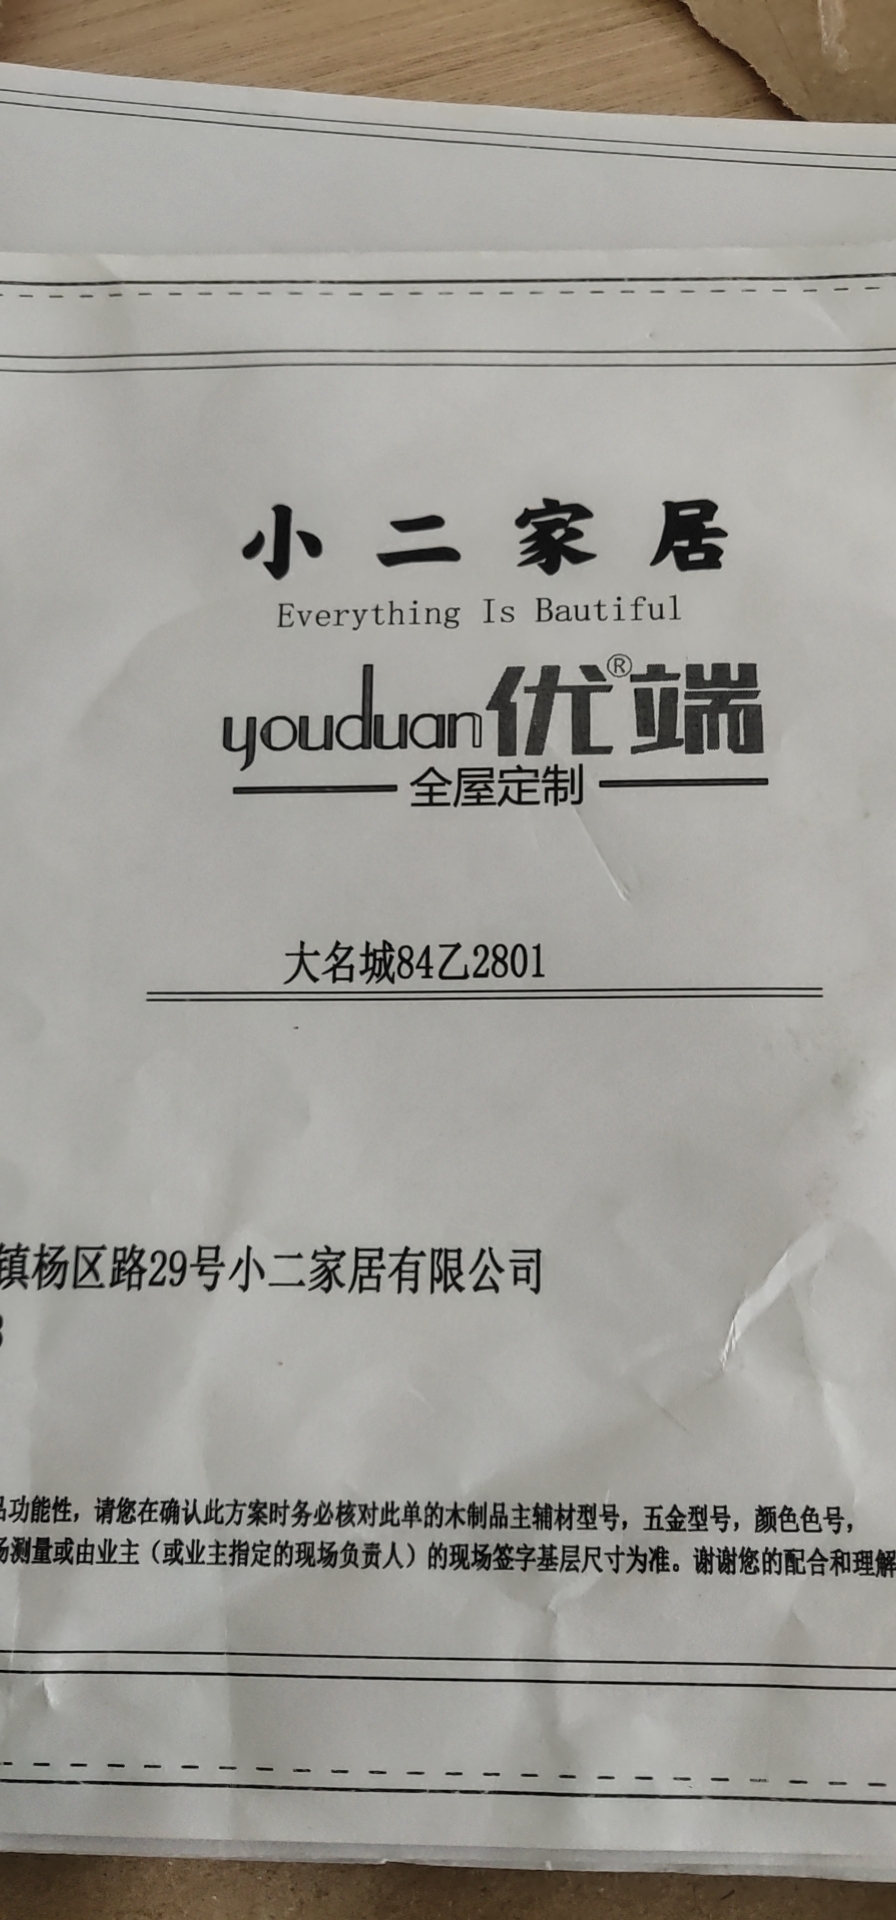 小二家居
Everything Is Bautiful
youduan优端®
全屋定制
大名城84乙2801
镇杨区路29号小二家居有限公司
品功能性，请您在确认此方案时务必核对此单的木制品主辅材型号，五金型号，颜色色号，
场测量或由业主（或业主指定的现场负责人）的现场签字基层尺寸为准。谢谢您的配合和理解